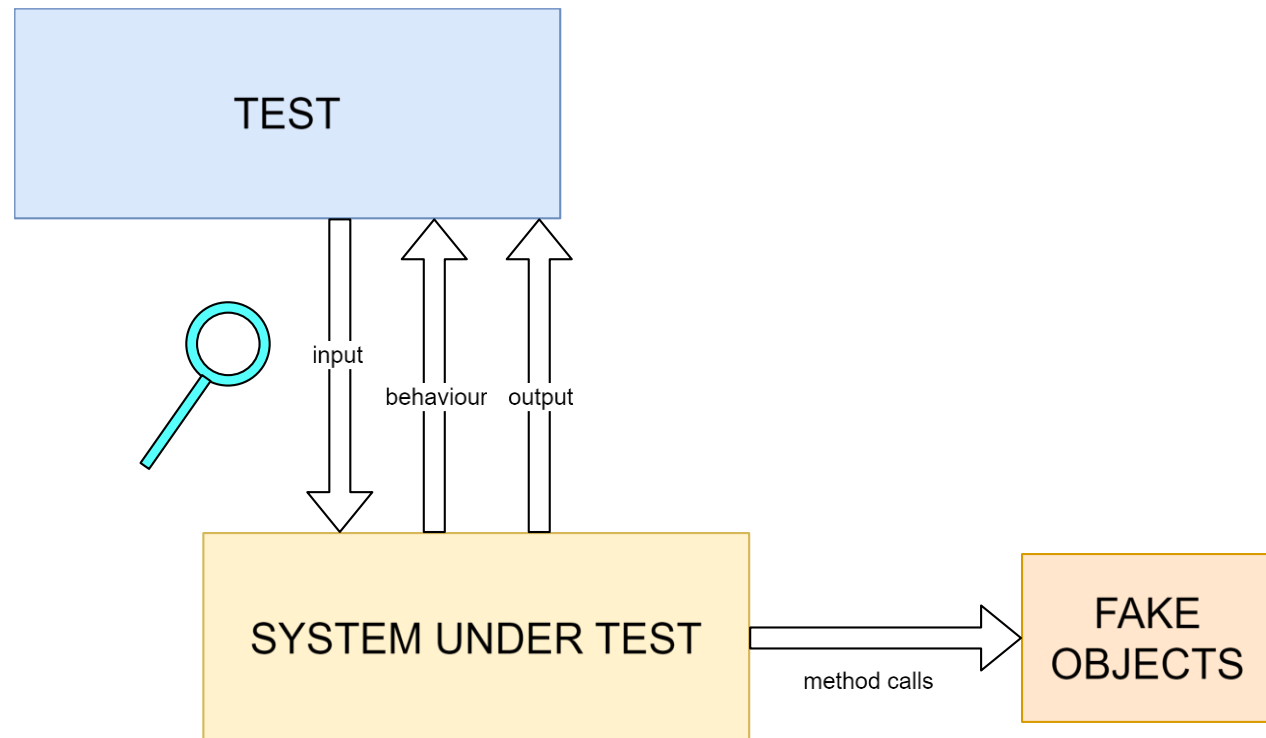 TEST
input
behaviour
output
SYSTEM UNDER TEST
method calls
FAKE
OBJECTS